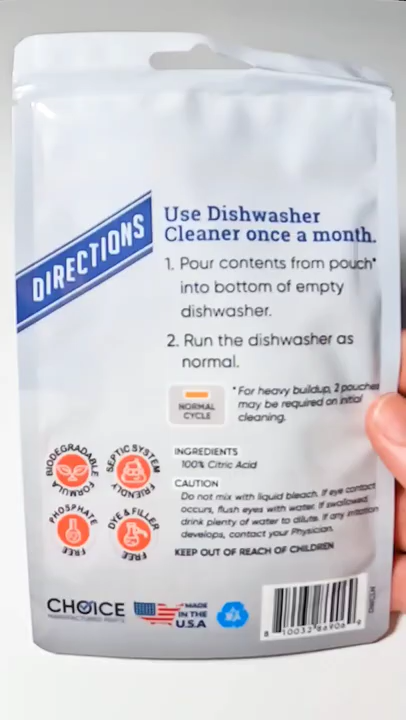 DIRECTIONS
Use Dishwasher
Cleaner once a month.
1. Pour contents from pouch*
into bottom of empty
dishwasher.
2. Run the dishwasher as
normal.
NORMAL
CYCLE
*For heavy buildup, 2 pouches
may be required on initial
cleaning.
BIODEGRADABLE FORMULA
SEPTIC SYSTEM FRIENDLY
PHOSPHATE FREE
DYE & FILLER FREE
INGREDIENTS
100% Citric Acid
CAUTION
Do not mix with liquid bleach. If eye contact
occurs, flush eyes with water. If swallowed,
drink plenty of water to dilute. If any irritation
develops, contact your Physician.
KEEP OUT OF REACH OF CHILDREN
CHOICE
MANUFACTURED PARTS
MADE
IN THE
U.S.A
8 10032 86906 9